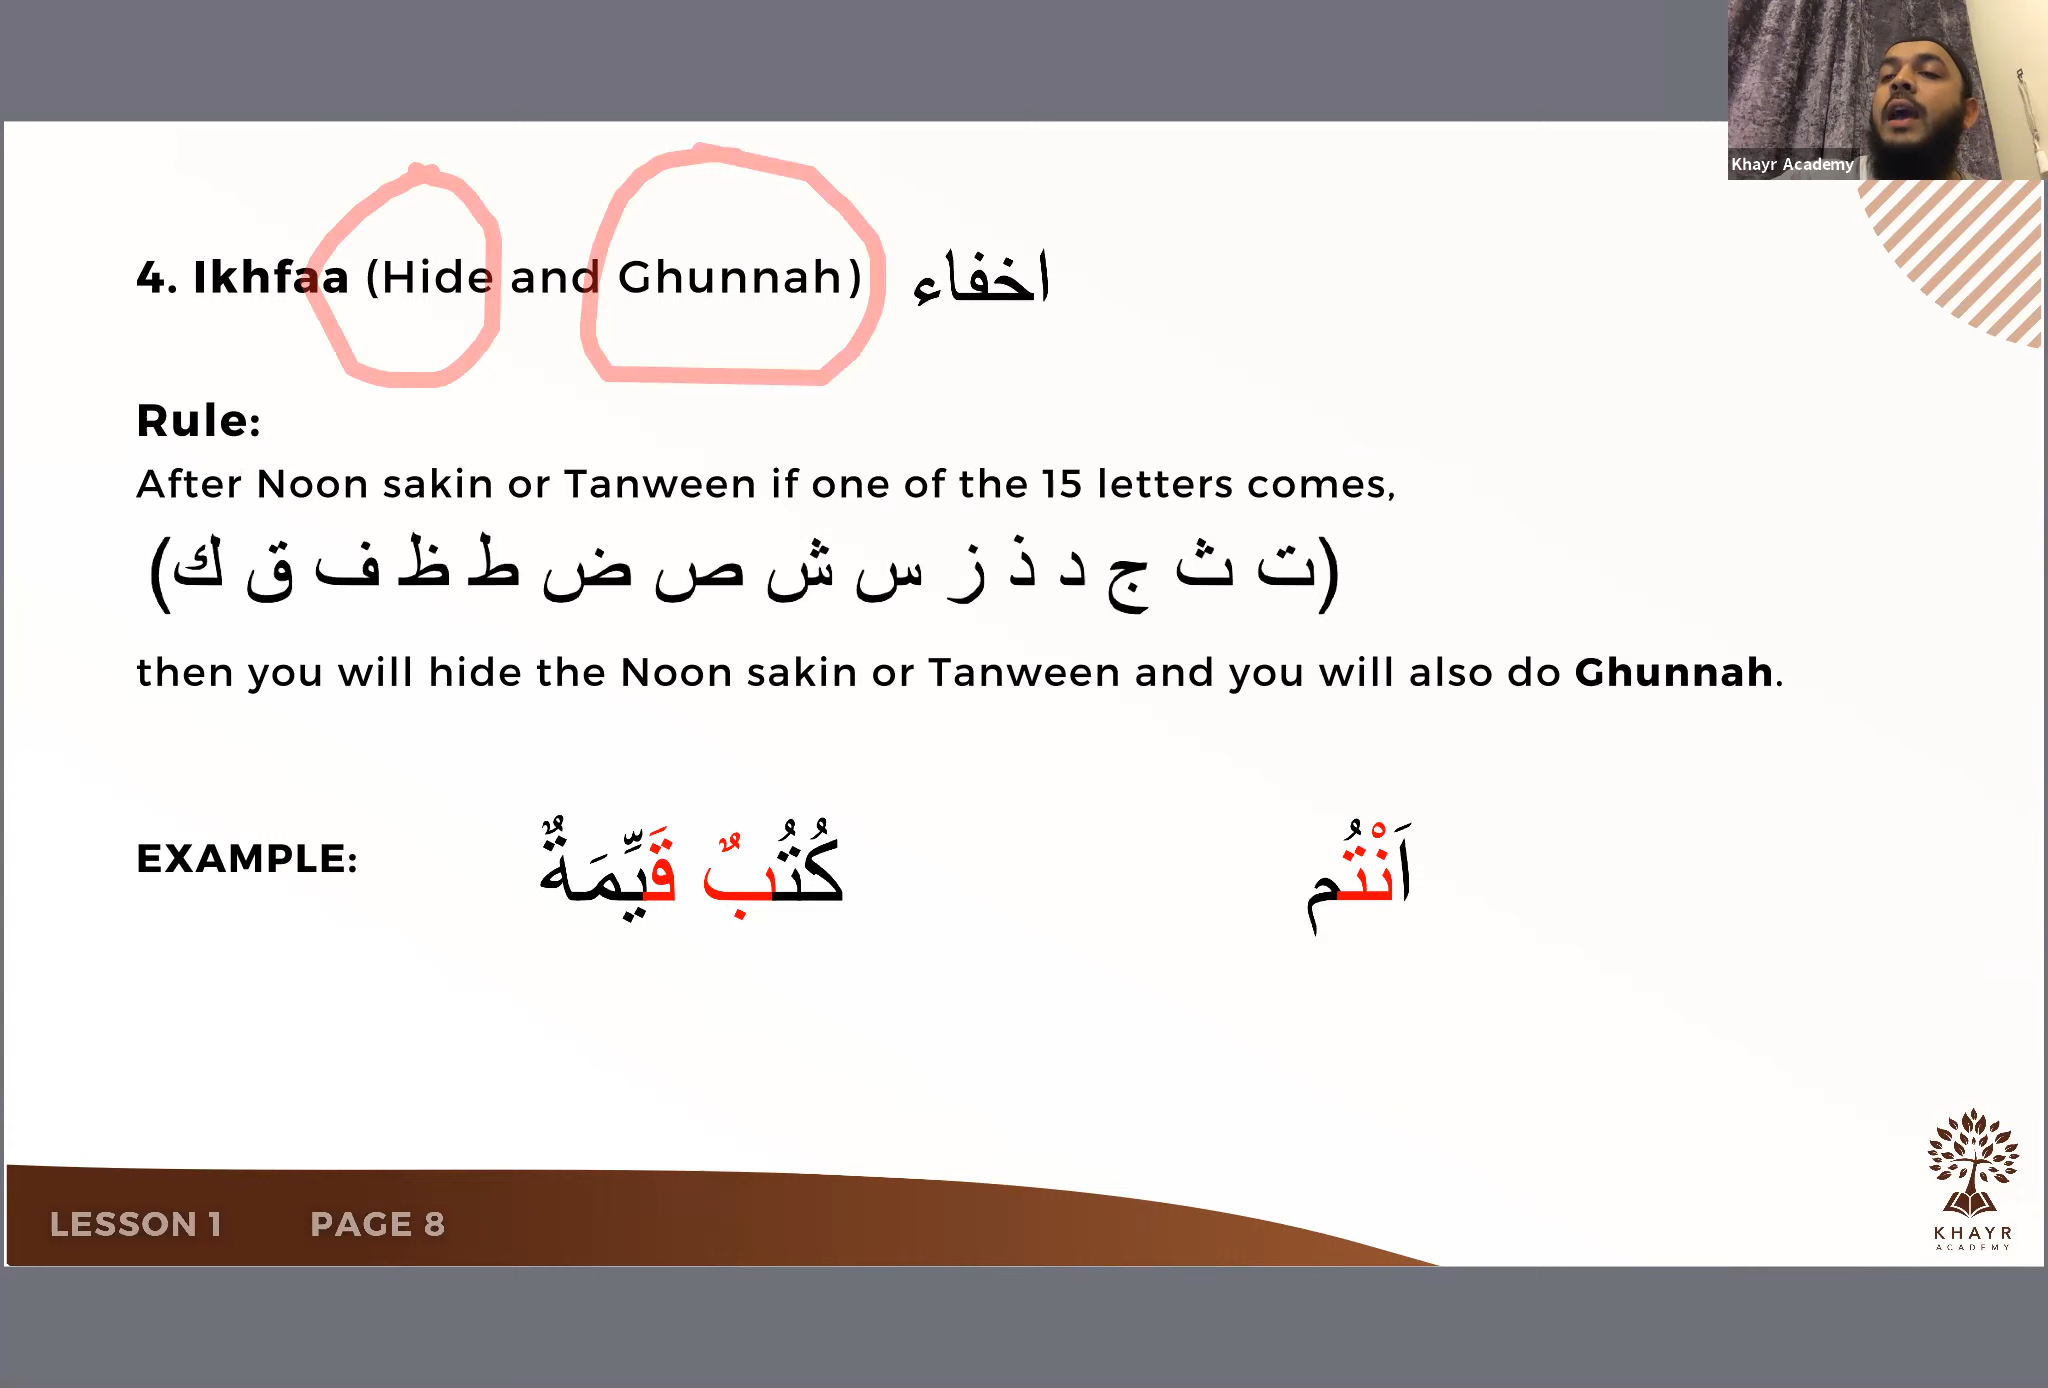 Khayr Academy
4. Ikhfaa (Hide and Ghunnah) اخفاء
Rule:
After Noon sakin or Tanween if one of the 15 letters comes,
(ت ث ج د ذ ز س ش ص ض ط ظ ف ق ك)
then you will hide the Noon sakin or Tanween and you will also do Ghunnah.
EXAMPLE: كُتُبٌ قَيِّمَةٌ اَنْتُم
LESSON 1 PAGE 8
KHAYR
ACADEMY